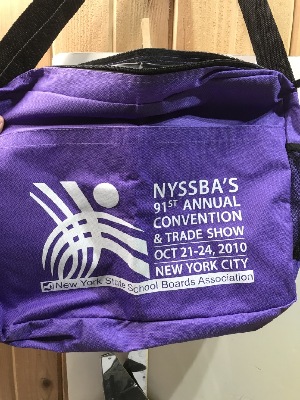 NYSSBA'S
91ST ANNUAL
CONVENTION
& TRADE SHOW
OCT 21-24, 2010
NEW YORK CITY
New York State School Boards Association